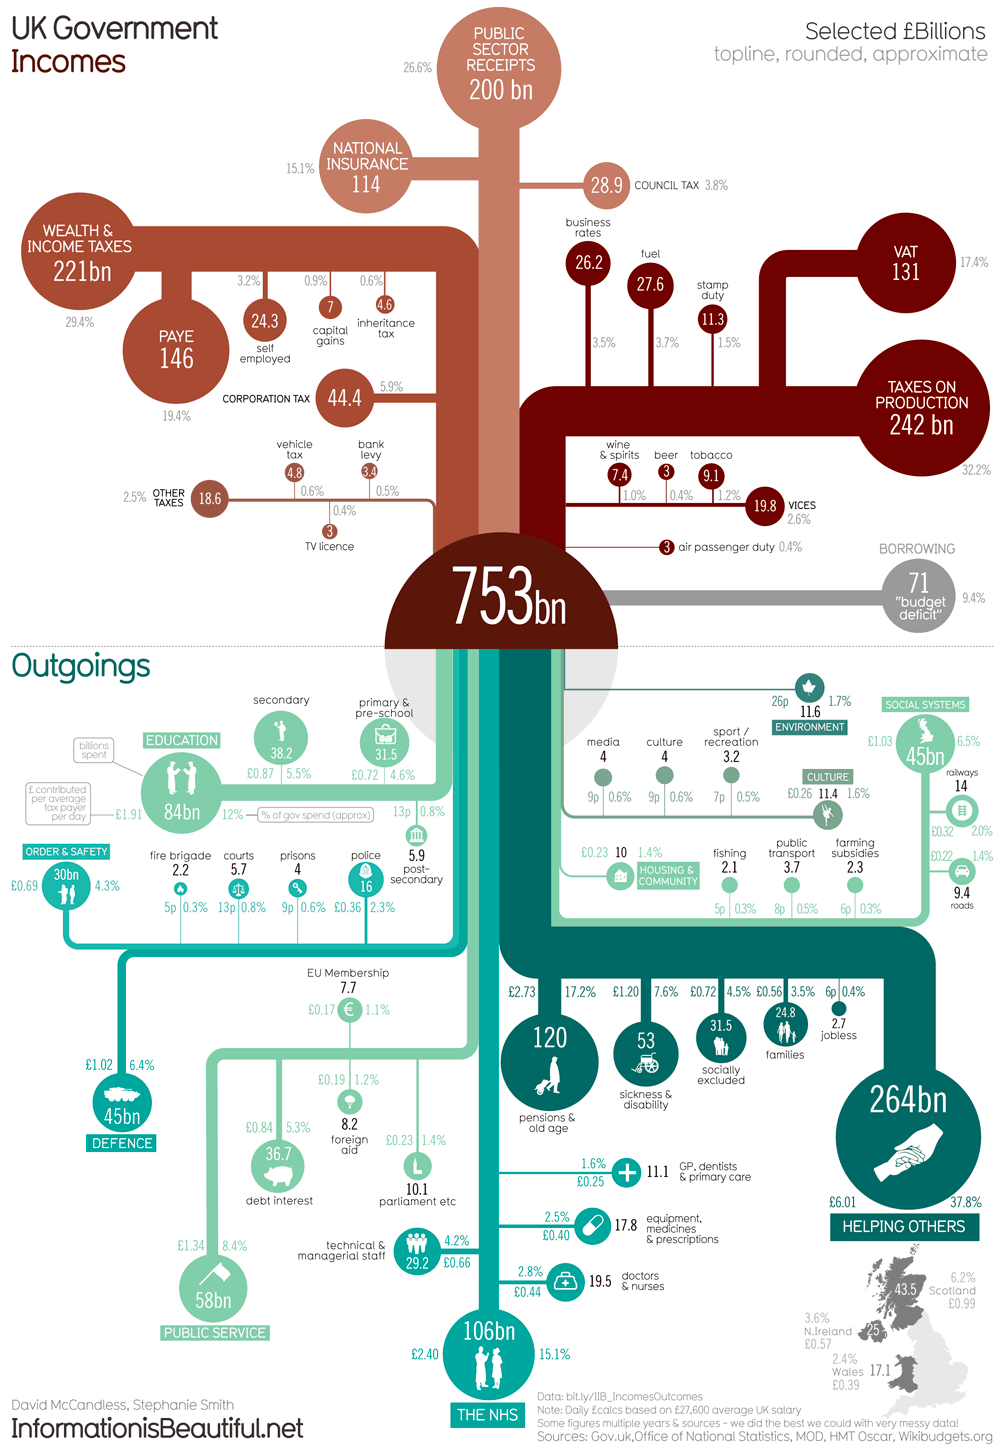 UK Government
Incomes
Selected £Billions
topline, rounded, approximate
PUBLIC
SECTOR
RECEIPTS
200 bn
26.6%
NATIONAL
INSURANCE
114
15.1%
28.9
COUNCIL TAX 3.8%
WEALTH &
INCOME TAXES
221bn
29.4%
PAYE
146
19.4%
3.2%
24.3
self
employed
0.9%
7
capital
gains
0.6%
4.6
inheritance
tax
CORPORATION TAX
44.4
5.9%
vehicle
tax
4.8
0.6%
bank
levy
3.4
0.5%
2.5%
OTHER
TAXES
18.6
0.4%
3
TV licence
business
rates
26.2
3.5%
fuel
27.6
3.7%
stamp
duty
11.3
1.5%
VAT
131
17.4%
TAXES ON
PRODUCTION
242 bn
32.2%
wine
& spirits
7.4
1.0%
beer
3
0.4%
tobacco
9.1
1.2%
19.8
VICES
2.6%
3
air passenger duty 0.4%
BORROWING
71
"budget
deficit"
9.4%
753bn
Outgoings
billions
spent
£ contributed
per average
tax payer
per day
EDUCATION
84bn
£1.91
12%
% of gov spend (approx)
secondary
38.2
£0.87
5.5%
primary &
pre-school
31.5
£0.72
4.6%
13p
0.8%
5.9
post-
secondary
ORDER & SAFETY
30bn
£0.69
4.3%
fire brigade
2.2
5p
0.3%
courts
5.7
13p
0.8%
prisons
4
9p
0.6%
police
16
£0.36
2.3%
26p
11.6
1.7%
ENVIRONMENT
media
4
9p
0.6%
culture
4
9p
0.6%
sport /
recreation
3.2
7p
0.5%
CULTURE
£0.26
11.4
1.6%
£0.23
10
1.4%
HOUSING &
COMMUNITY
SOCIAL SYSTEMS
£1.03
45bn
6.5%
railways
14
£0.32
2.0%
£0.22
1.4%
9.4
roads
fishing
2.1
5p
0.3%
public
transport
3.7
8p
0.5%
farming
subsidies
2.3
6p
0.3%
£1.02
6.4%
45bn
DEFENCE
EU Membership
7.7
£0.17
€
1.1%
£0.19
1.2%
8.2
foreign
aid
£0.84
5.3%
36.7
debt interest
£0.23
1.4%
10.1
parliament etc
£1.34
8.4%
58bn
PUBLIC SERVICE
£2.73
17.2%
120
pensions &
old age
£1.20
7.6%
53
sickness &
disability
£0.72
4.5%
31.5
socially
excluded
£0.56
3.5%
24.8
families
6p
0.4%
2.7
jobless
264bn
£6.01
37.8%
HELPING OTHERS
1.6%
£0.25
11.1
GP, dentists
& primary care
2.5%
£0.40
17.8
equipment,
medicines
& prescriptions
technical &
managerial staff
29.2
4.2%
£0.66
2.8%
£0.44
19.5
doctors
& nurses
106bn
£2.40
15.1%
THE NHS
43.5
6.2%
Scotland
£0.99
3.6%
N.Ireland
£0.57
25
2.4%
Wales
£0.39
17.1
David McCandless, Stephanie Smith
InformationisBeautiful.net
Data: bit.ly/IIB_IncomesOutcomes
Note: Daily £calcs based on £27,600 average UK salary
Some figures multiple years & sources - we did the best we could with very messy data!
Sources: Gov.uk,Office of National Statistics, MOD, HMT Oscar, Wikibudgets.org